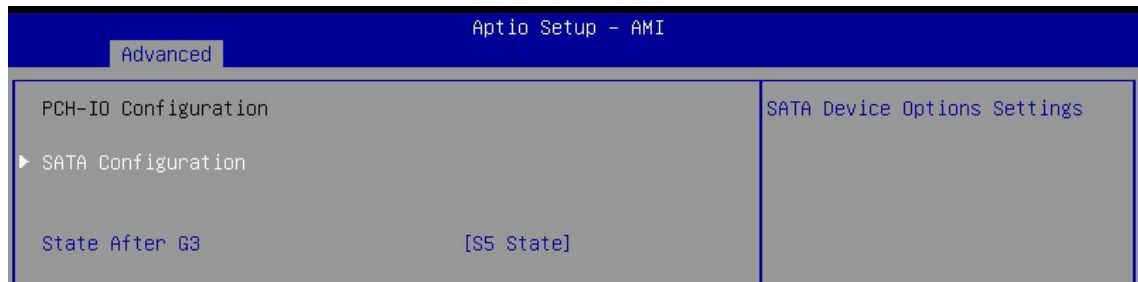 Aptio Setup – AMI
Advanced
PCH-IO Configuration
SATA Device Options Settings
SATA Configuration
State After G3 [S5 State]